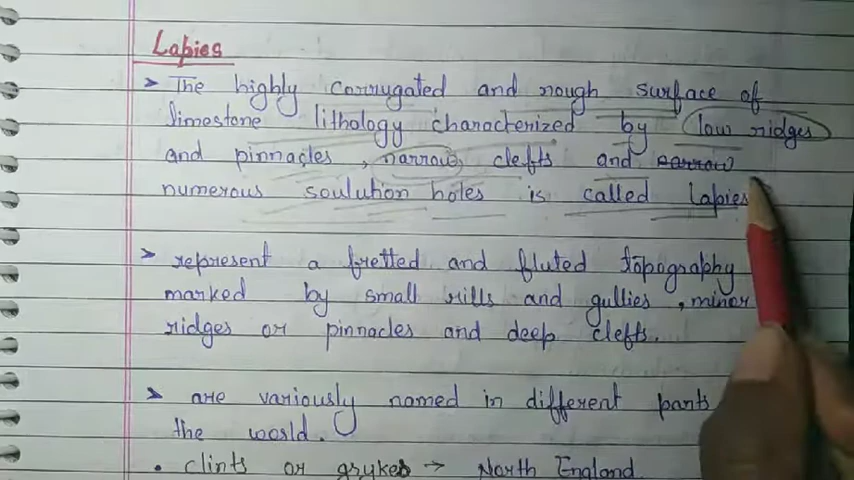 Lapies
➤ The highly corrugated and rough surface of
limestone lithology characterized by low ridges
and pinnacles, narrow clefts and narrow
numerous soulution holes is called Lapies
➤ represent a fretted and fluted topography
marked by small rills and gullies, minor
ridges or pinnacles and deep clefts.
➤ are variously named in different parts
the world.
• clints or grykes → North England